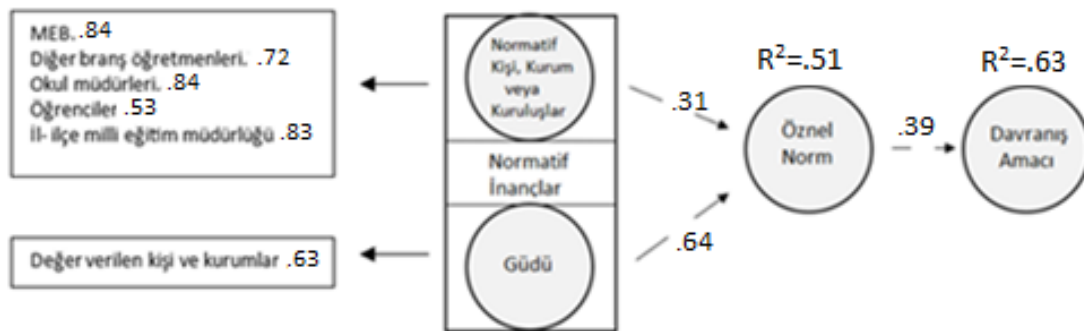 MEB. .84
Diğer branş öğretmenleri. .72
Okul müdürleri. .84
Öğrenciler .53
İl- ilçe milli eğitim müdürlüğü .83
Değer verilen kişi ve kurumlar .63
Normatif
Kişi, Kurum
veya
Kuruluşlar
Normatif
İnançlar
Güdü
.31
.64
R²=.51
Öznel
Norm
.39
R²=.63
Davranış
Amacı